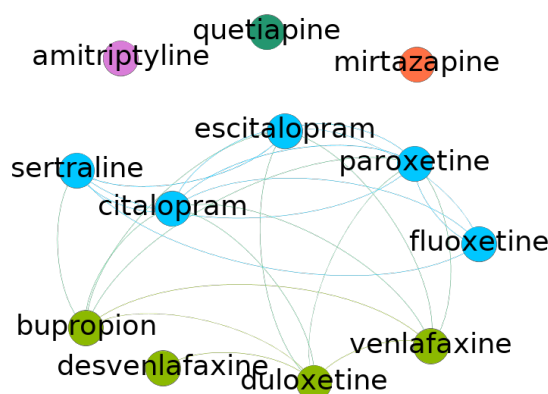 quetiapine
amitriptyline
mirtazapine
escitalopram
sertraline
paroxetine
citalopram
fluoxetine
bupropion
venlafaxine
desvenlafaxine
duloxetine